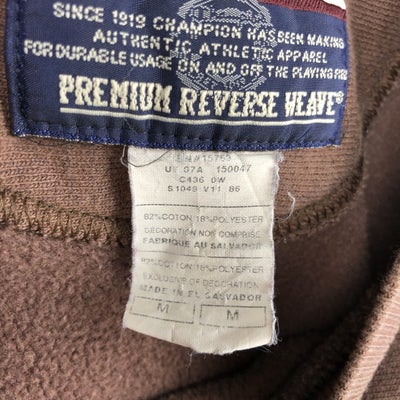 SINCE 1919 CHAMPION HAS BEEN MAKING
AUTHENTIC ATHLETIC APPAREL
FOR DURABLE USAGE ON AND OFF THE PLAYING FIELD
PREMIUM REVERSE WEAVE®
07A 150047
C436 0W
S1049 V11 B6
82%COTON 18%POLYESTER
DECORATION NON COMPRISE
FABRIQUE AU SALVADOR
82%COTTON 18%POLYESTER
EXCLUSIVE OF DECORATION
MADE IN EL SALVADOR
M M